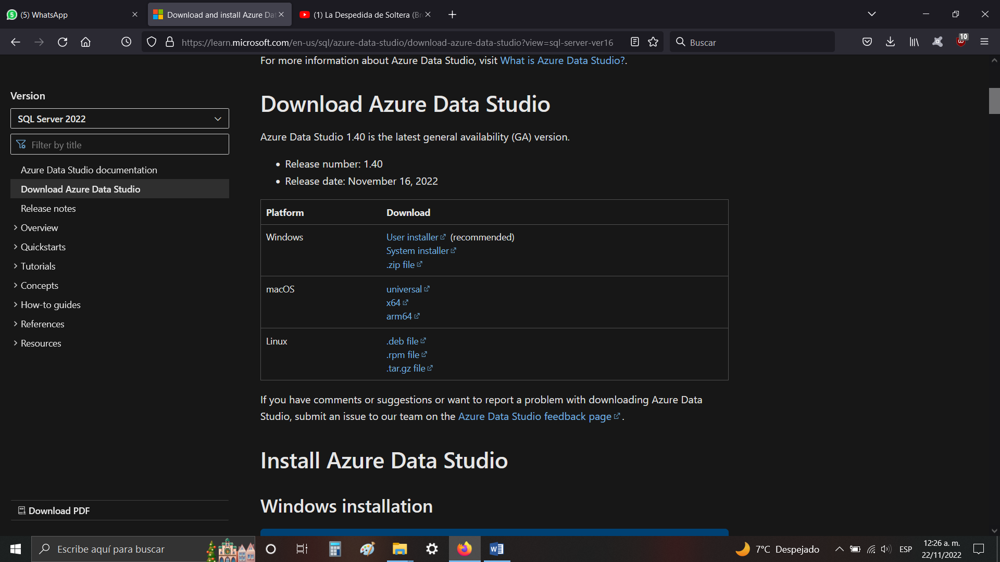 (5) WhatsApp
Download and install Azure Dat
(1) La Despedida de Soltera (Bro
https://learn.microsoft.com/en-us/sql/azure-data-studio/download-azure-data-studio?view=sql-server-ver16
Buscar
10
For more information about Azure Data Studio, visit What is Azure Data Studio?.
Version
SQL Server 2022
Filter by title
Azure Data Studio documentation
Download Azure Data Studio
Release notes
Overview
Quickstarts
Tutorials
Concepts
How-to guides
References
Resources
Download PDF
Download Azure Data Studio
Azure Data Studio 1.40 is the latest general availability (GA) version.
• Release number: 1.40
• Release date: November 16, 2022
Platform Download
Windows User installer (recommended)
System installer
.zip file
macOS universal
x64
arm64
Linux .deb file
.rpm file
.tar.gz file
If you have comments or suggestions or want to report a problem with downloading Azure Data
Studio, submit an issue to our team on the Azure Data Studio feedback page .
Install Azure Data Studio
Windows installation
Escribe aquí para buscar
7°C Despejado
ESP
12:26 a. m.
22/11/2022